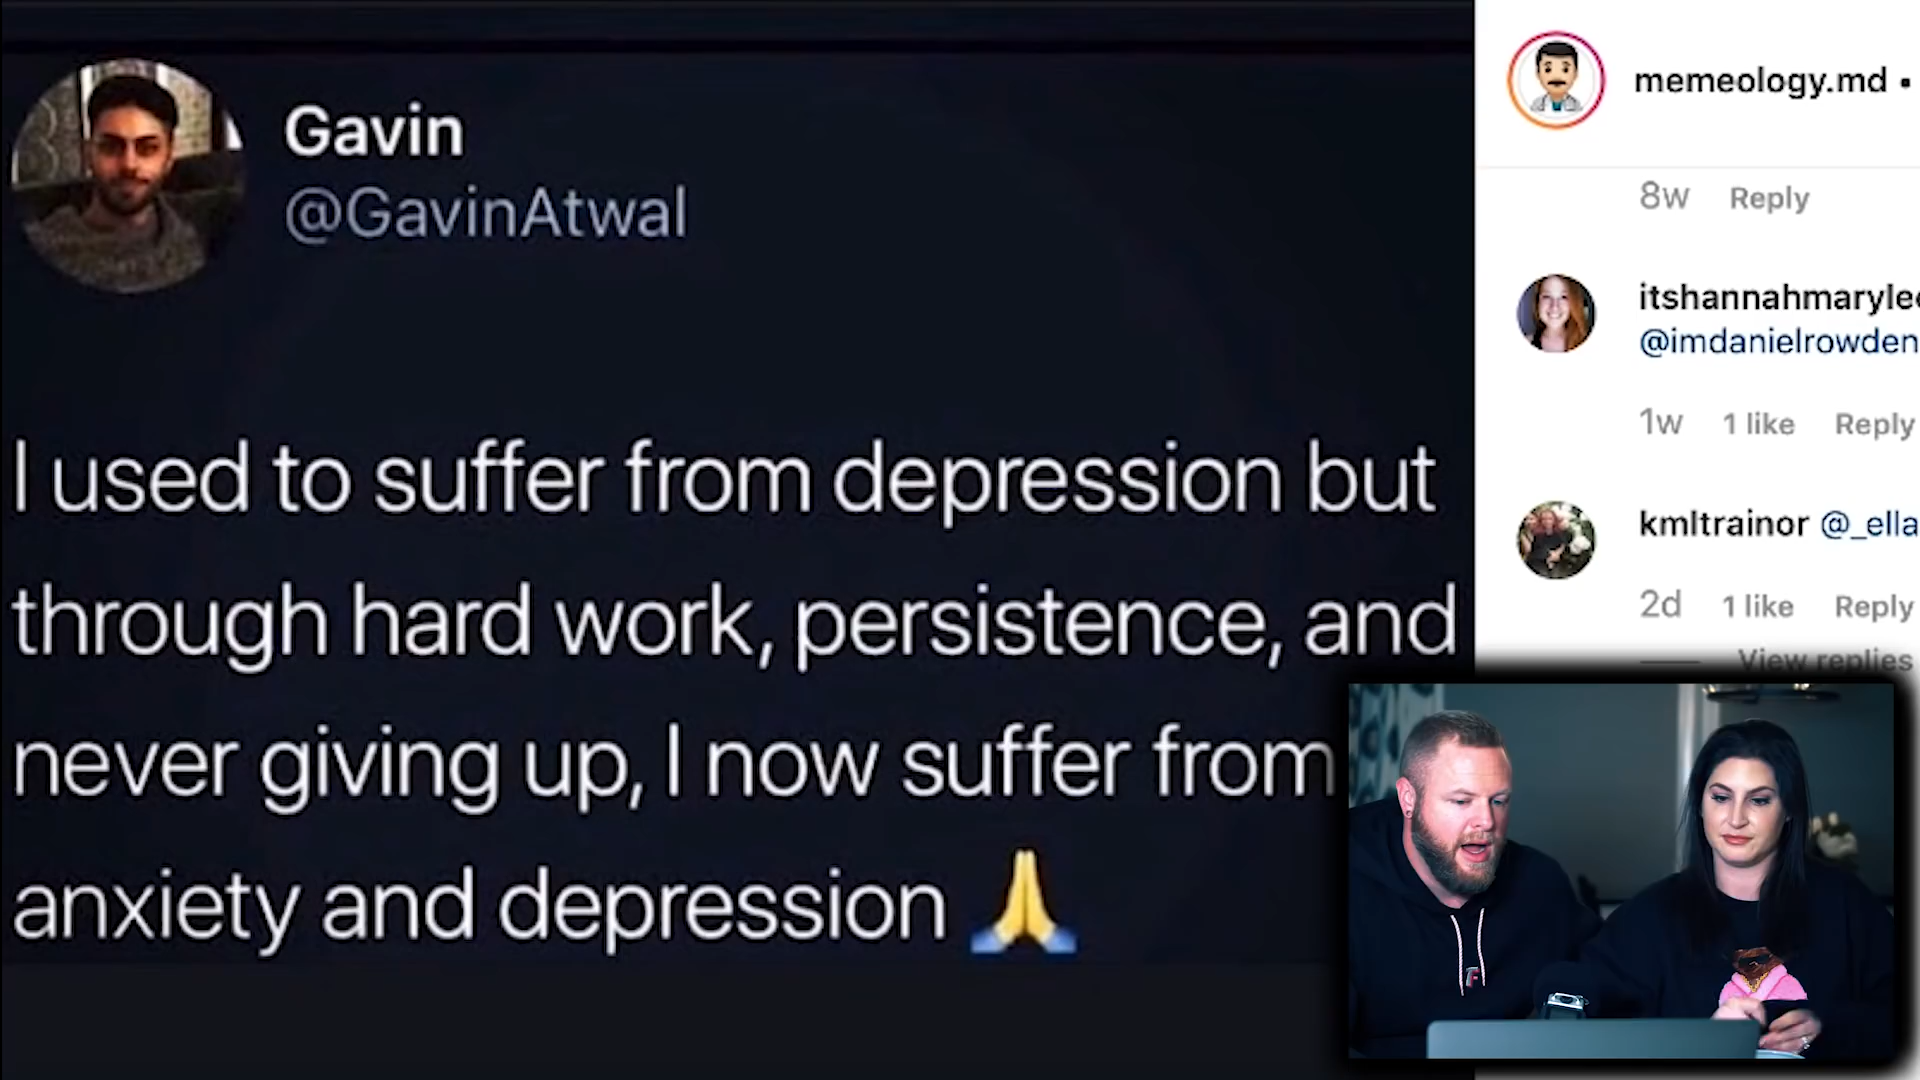 Gavin
@GavinAtwal
I used to suffer from depression but
through hard work, persistence, and
never giving up, I now suffer from
anxiety and depression 🙏
memeology.md •
8w Reply
itshannahmarylee
@imdanielrowden
1w 1 like Reply
kmltrainor @_ella
2d 1 like Reply
View replies
F